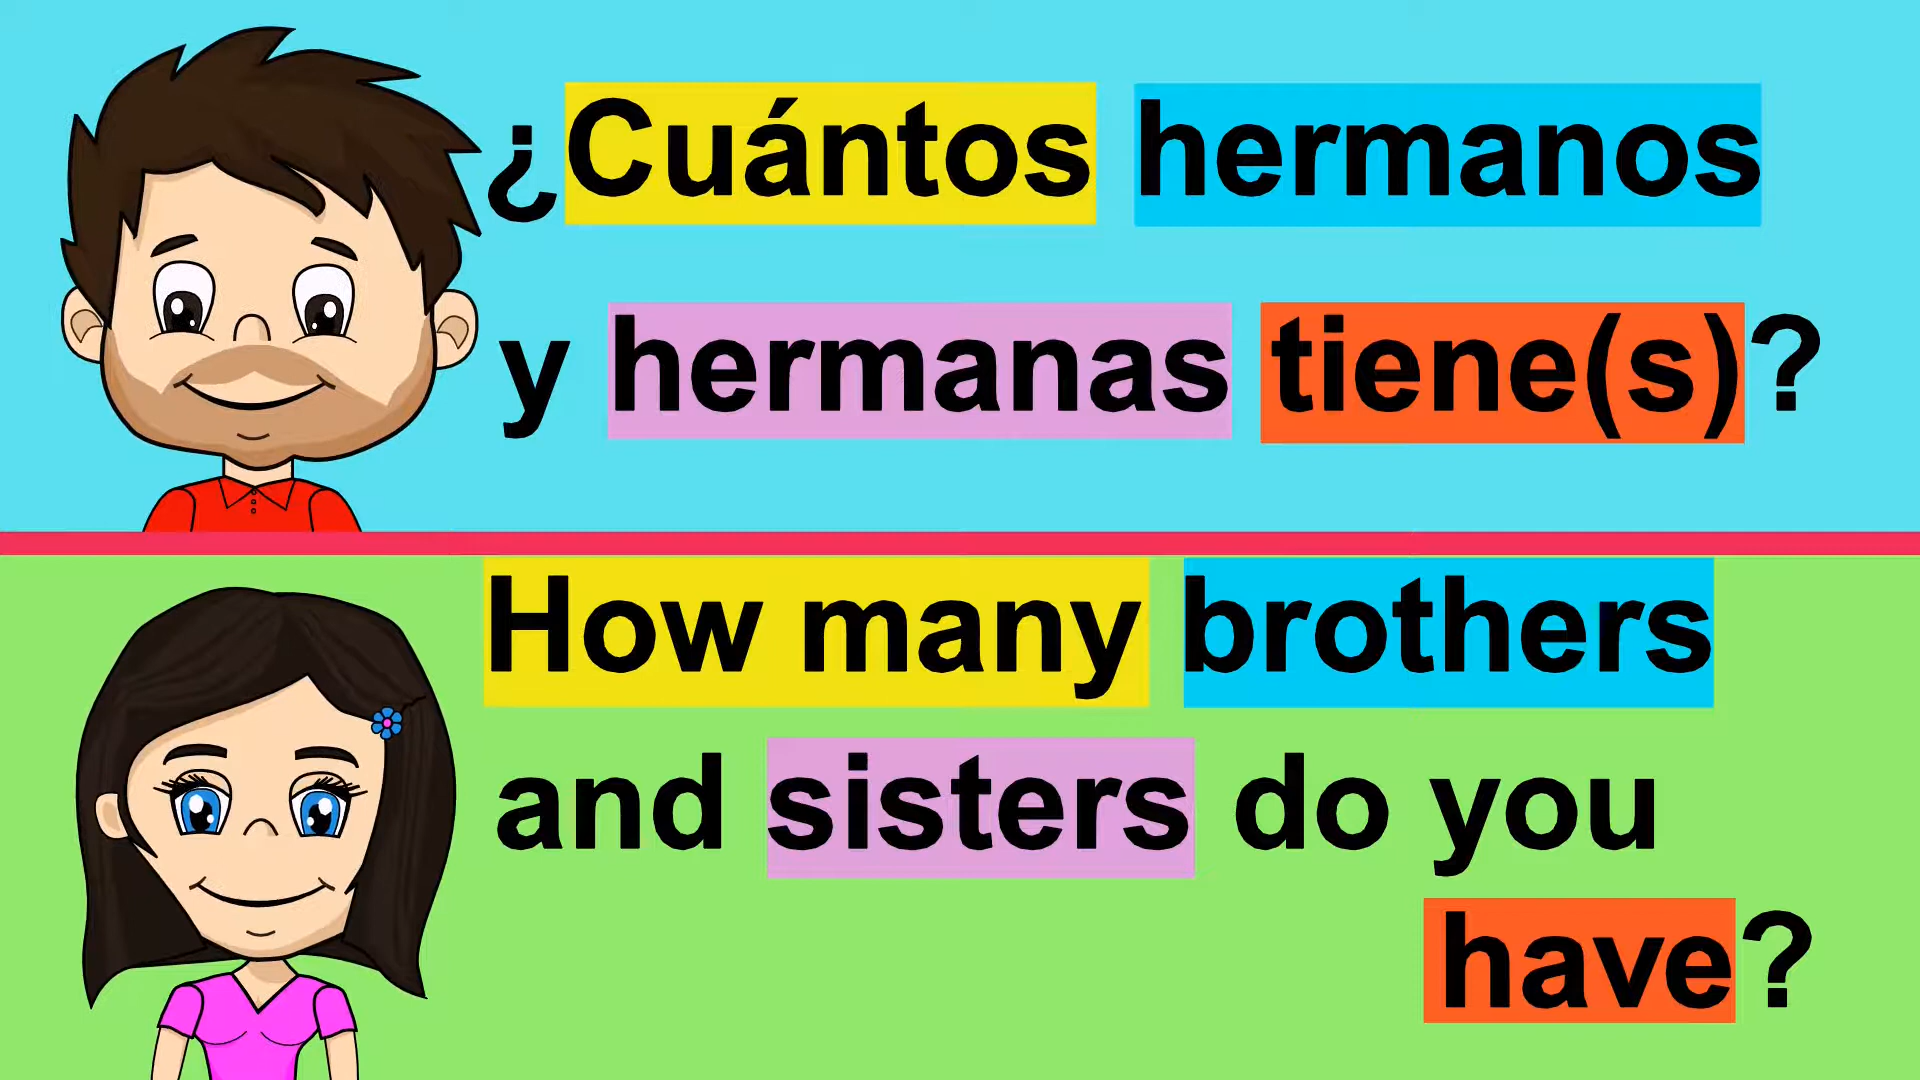 ¿Cuántos hermanos
y hermanas tiene(s)?
How many brothers
and sisters do you
have?